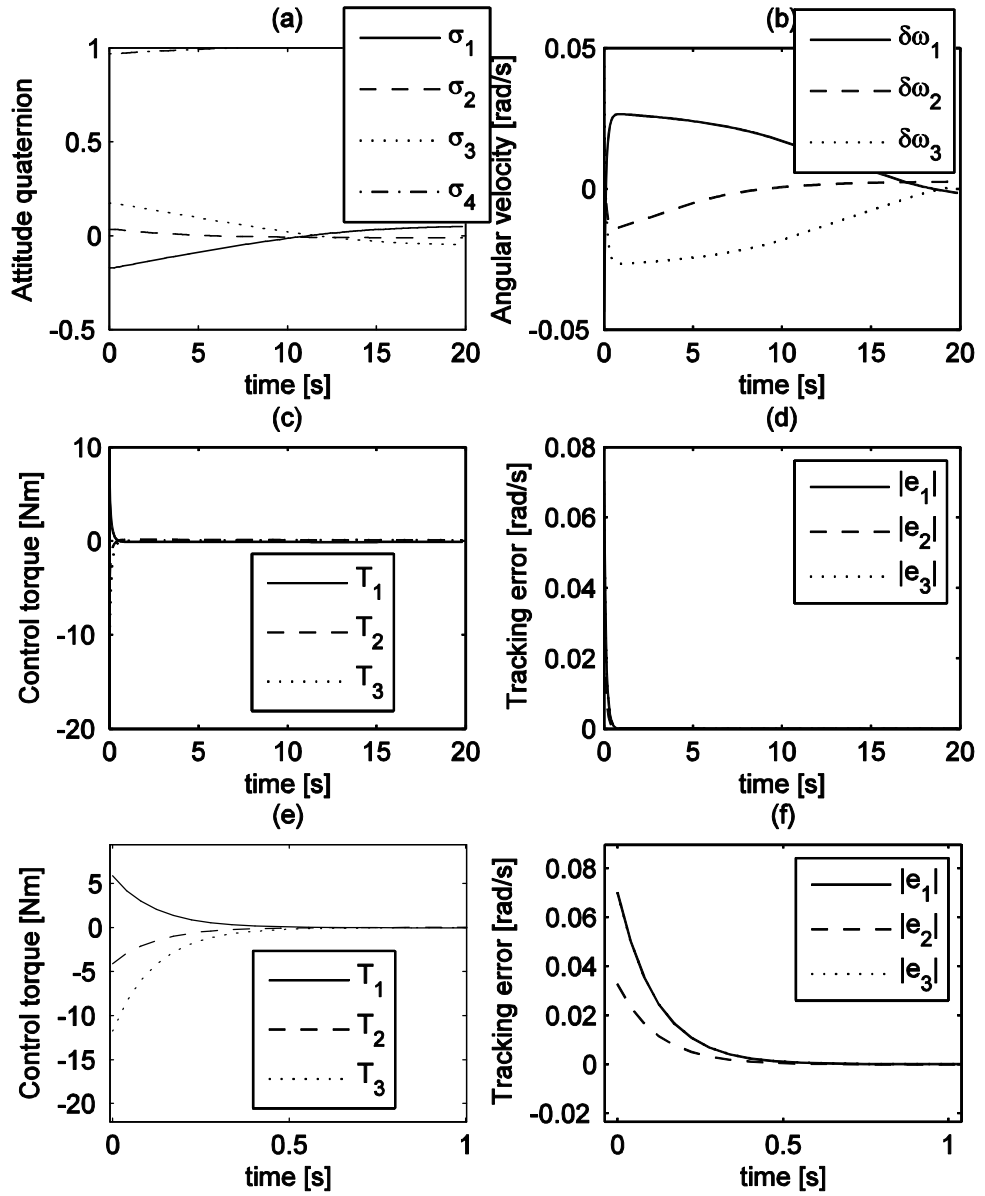 (a)
Attitude quaternion
1
0.5
0
-0.5
0
5
10
15
20
time [s]
σ1
σ2
σ3
σ4
(b)
Angular velocity [rad/s]
0.05
0
-0.05
0
5
10
15
20
time [s]
δω1
δω2
δω3
(c)
Control torque [Nm]
10
0
-10
-20
0
5
10
15
20
time [s]
T1
T2
T3
(d)
Tracking error [rad/s]
0.08
0.06
0.04
0.02
0
0
5
10
15
20
time [s]
|e1|
|e2|
|e3|
(e)
Control torque [Nm]
5
0
-5
-10
-15
-20
0
0.5
1
time [s]
T1
T2
T3
(f)
Tracking error [rad/s]
0.08
0.06
0.04
0.02
0
-0.02
0
0.5
1
time [s]
|e1|
|e2|
|e3|